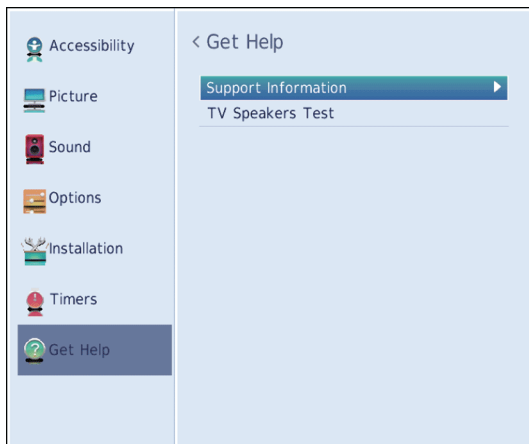 Accessibility
Picture
Sound
Options
Installation
Timers
Get Help
< Get Help
Support Information
TV Speakers Test